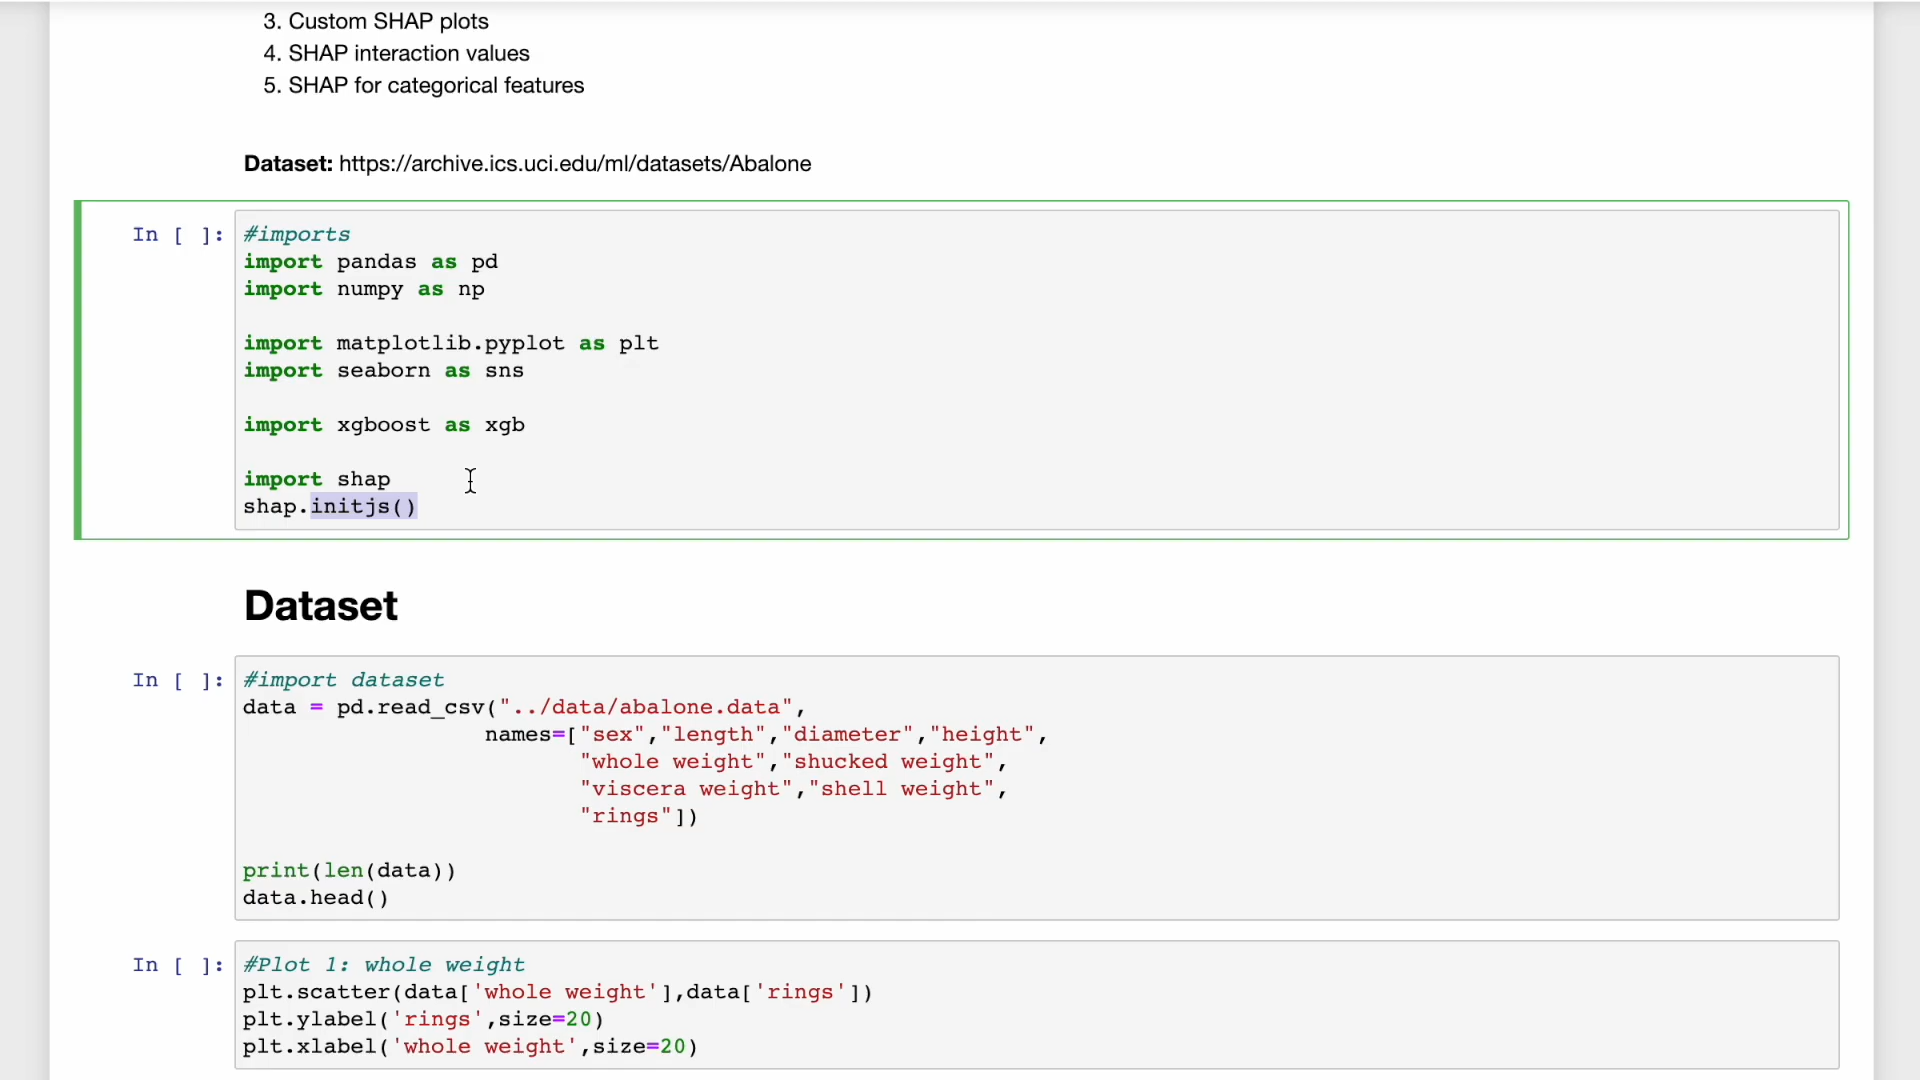 3. Custom SHAP plots
4. SHAP interaction values
5. SHAP for categorical features
Dataset: https://archive.ics.uci.edu/ml/datasets/Abalone
In [ ]: #imports
import pandas as pd
import numpy as np
import matplotlib.pyplot as plt
import seaborn as sns
import xgboost as xgb
import shap
shap.initjs()
Dataset
In [ ]: #import dataset
data = pd.read_csv("../data/abalone.data",
names=["sex","length","diameter","height",
"whole weight","shucked weight",
"viscera weight","shell weight",
"rings"])
print(len(data))
data.head()
In [ ]: #Plot 1: whole weight
plt.scatter(data['whole weight'],data['rings'])
plt.ylabel('rings',size=20)
plt.xlabel('whole weight',size=20)